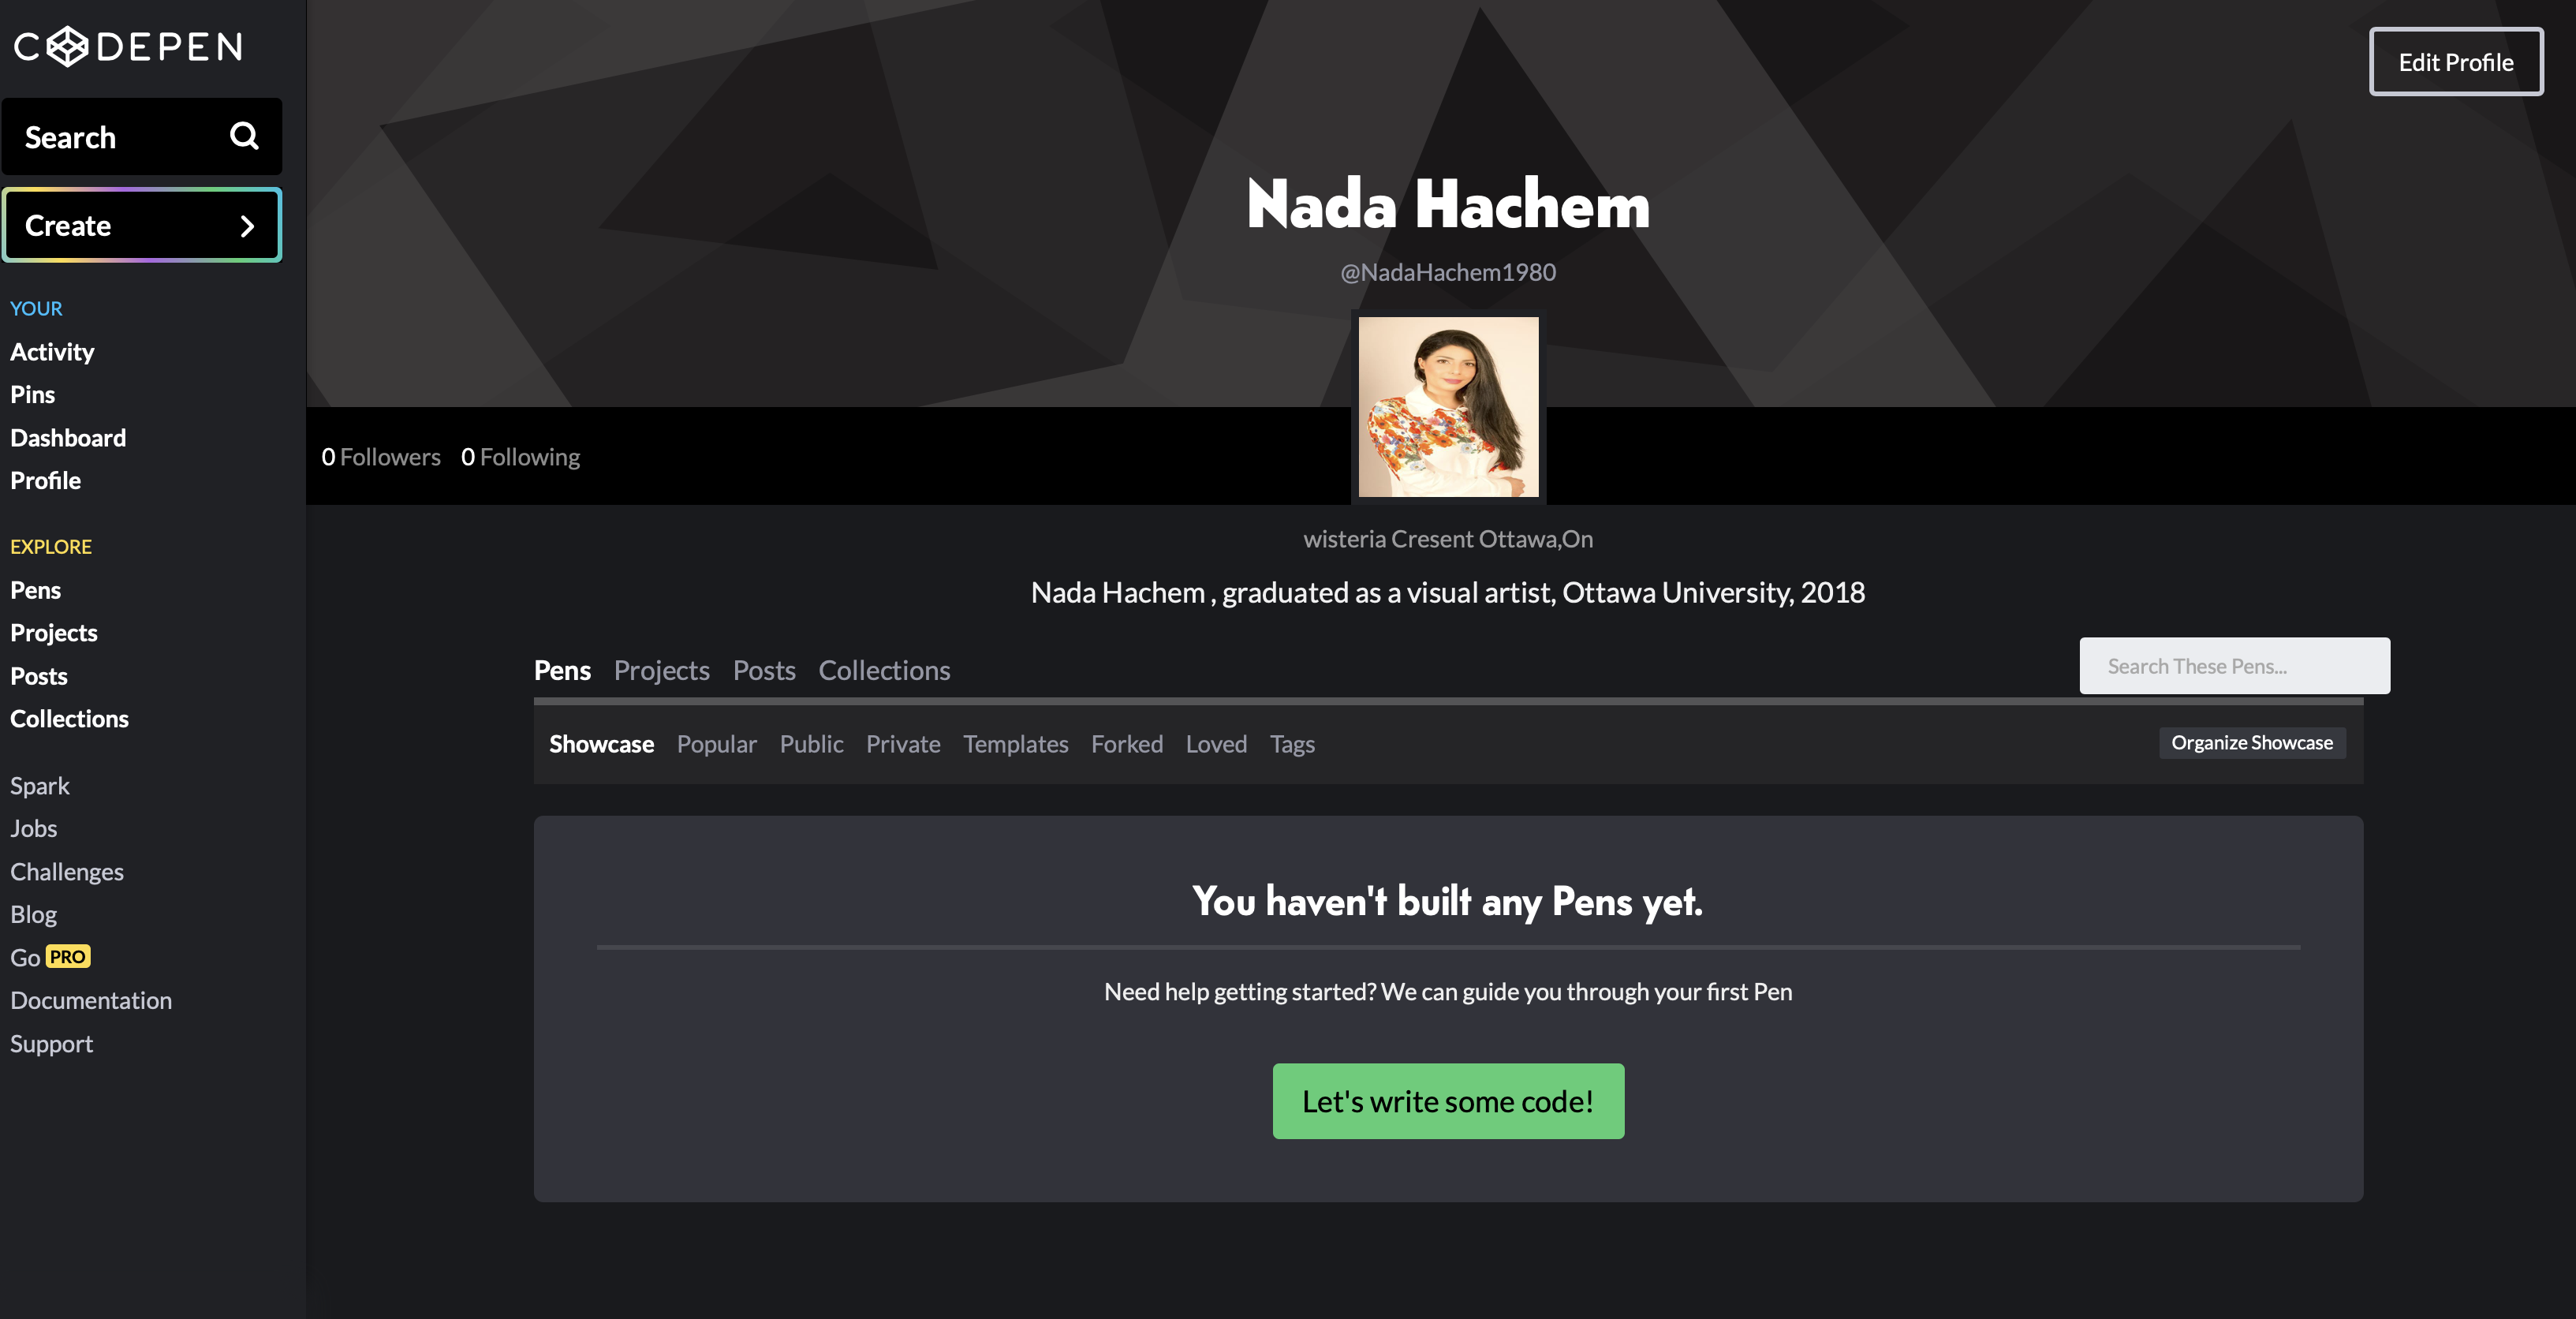 CODEPEN
Search
Create
YOUR
Activity
Pins
Dashboard
Profile
EXPLORE
Pens
Projects
Posts
Collections
Spark
Jobs
Challenges
Blog
Go PRO
Documentation
Support
Edit Profile
Nada Hachem
@NadaHachem1980
0 Followers 0 Following
wisteria Cresent Ottawa,On
Nada Hachem , graduated as a visual artist, Ottawa University, 2018
Pens Projects Posts Collections
Search These Pens...
Showcase Popular Public Private Templates Forked Loved Tags
Organize Showcase
You haven't built any Pens yet.
Need help getting started? We can guide you through your first Pen
Let's write some code!